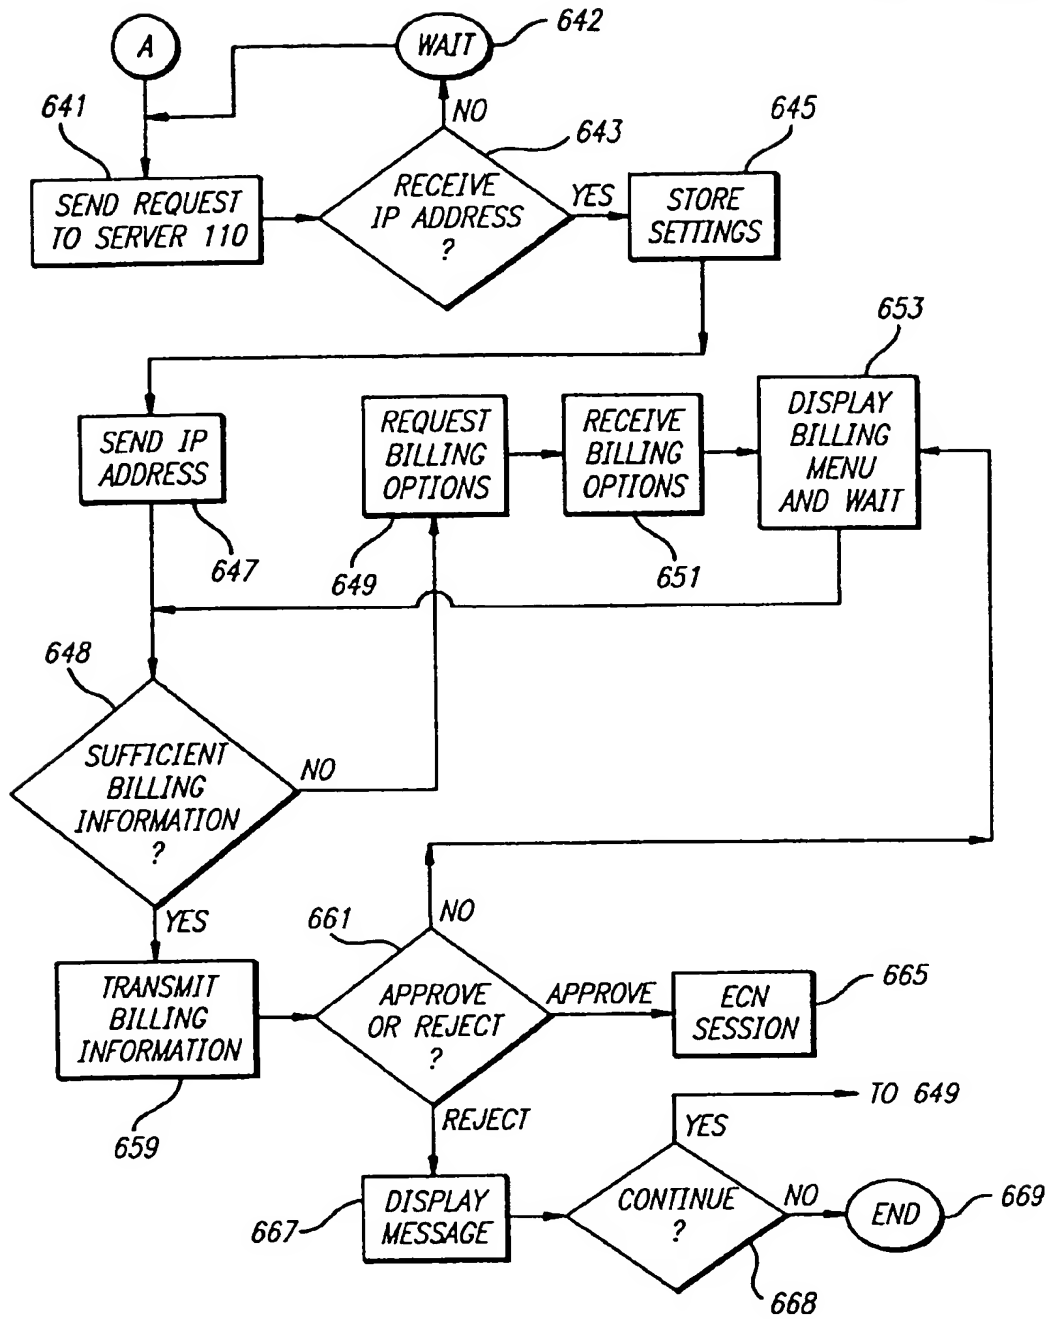 A
WAIT
642
641
NO
643
645
SEND REQUEST
TO SERVER 110
RECEIVE
IP ADDRESS
?
YES
STORE
SETTINGS
653
SEND IP
ADDRESS
647
REQUEST
BILLING
OPTIONS
649
RECEIVE
BILLING
OPTIONS
651
DISPLAY
BILLING
MENU
AND WAIT
648
SUFFICIENT
BILLING
INFORMATION
?
NO
YES
661
NO
TRANSMIT
BILLING
INFORMATION
659
APPROVE
OR REJECT
?
APPROVE
ECN
SESSION
665
REJECT
YES
TO 649
667
DISPLAY
MESSAGE
CONTINUE
?
668
NO
END
669